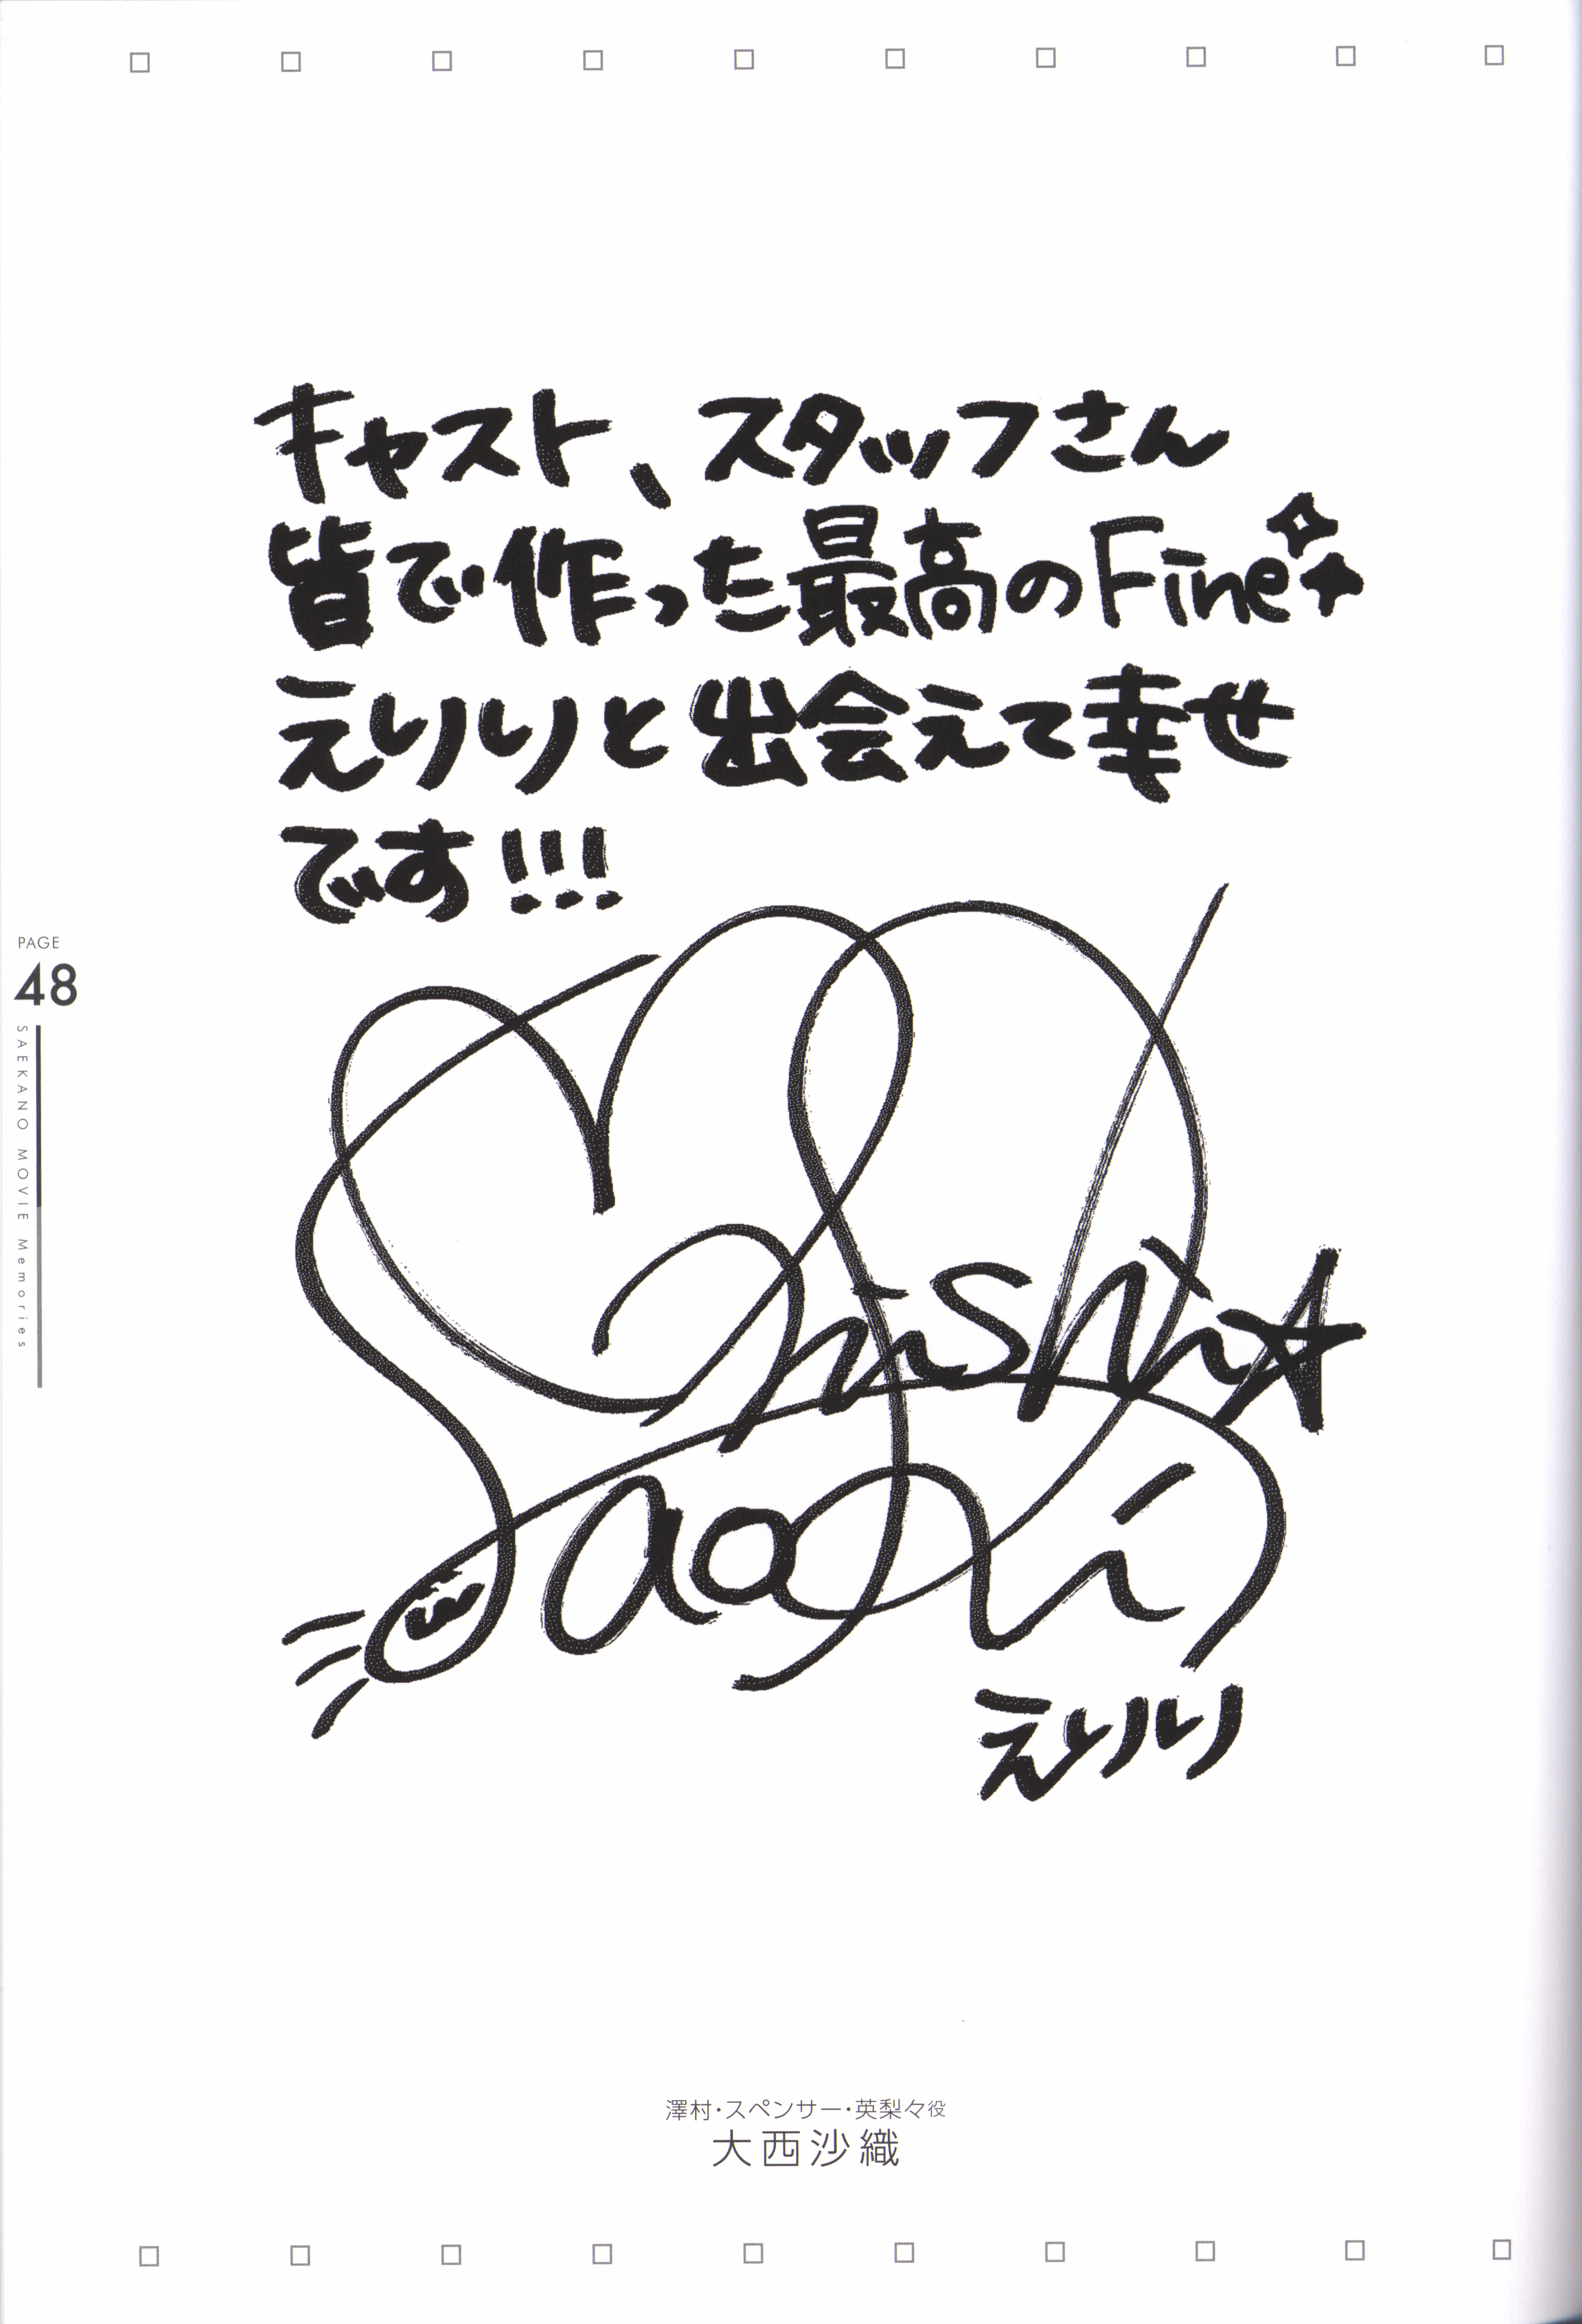 キャスト、スタッフさん
皆で作った最高のFine
えりりと出会えて幸せ
です!!!
PAGE
48
SAEKANO MOVIE Memories
Ohnishi☆
Saori
えりり
澤村・スペンサー・英梨々役
大西沙織